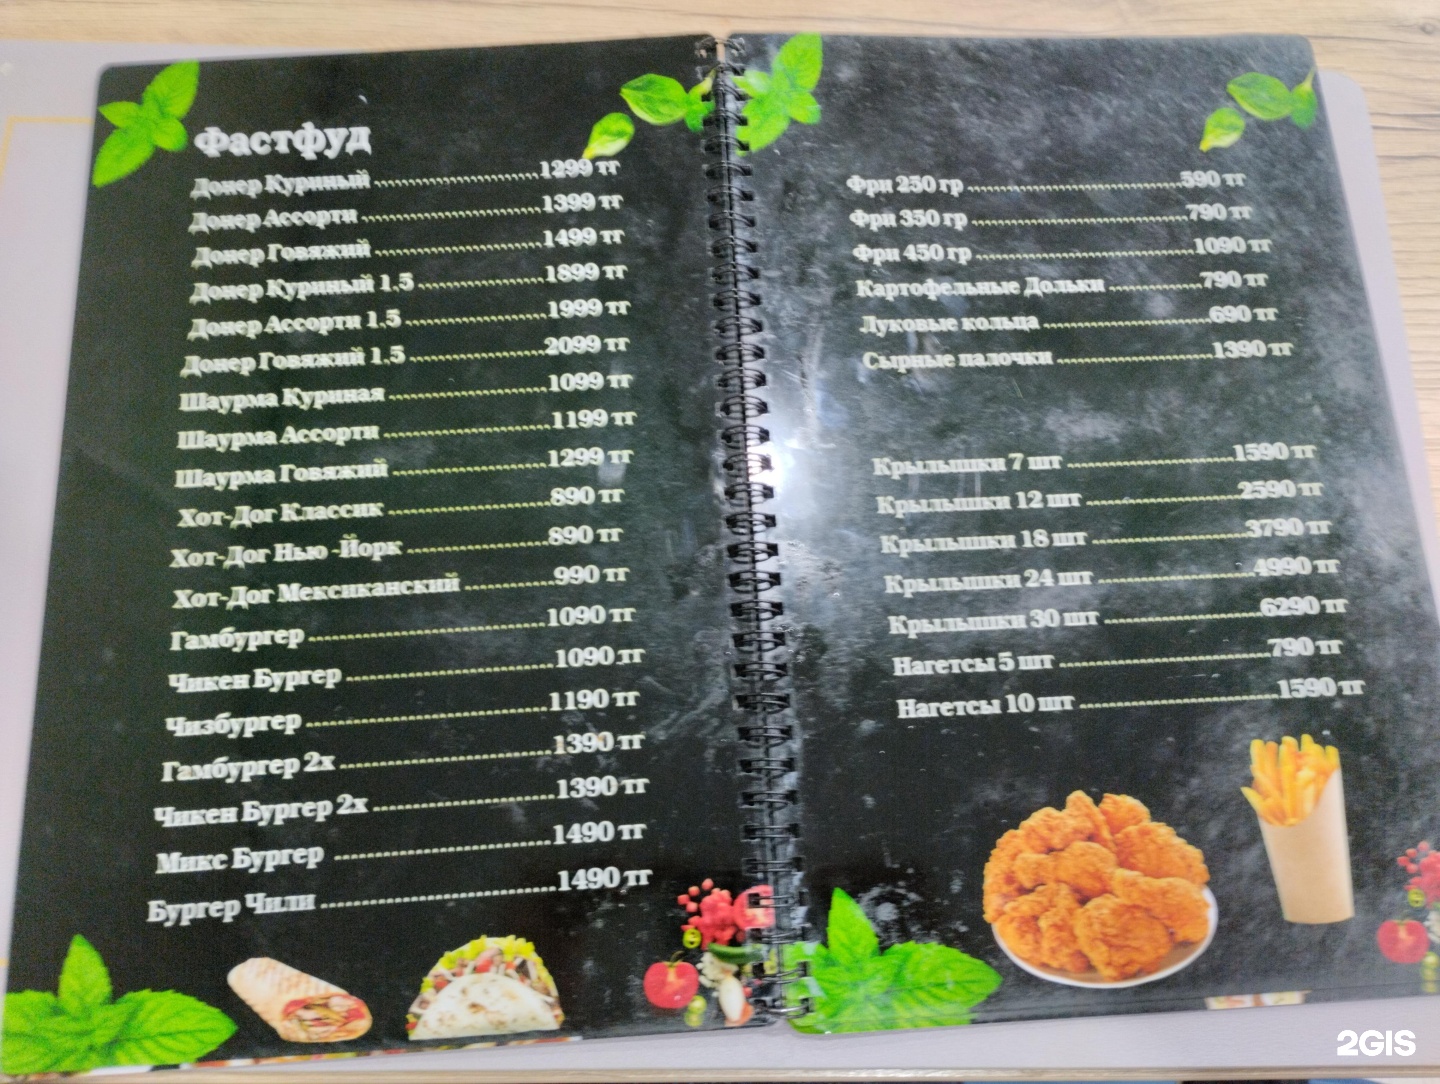 Фастфуд
Донер Куриный 1299 тг
Донер Ассорти 1399 тг
Донер Говяжий 1499 тг
Донер Куриный 1.5 1899 тг
Донер Ассорти 1.5 1999 тг
Донер Говяжий 1.5 2099 тг
Шаурма Куриная 1099 тг
Шаурма Ассорти 1199 тг
Шаурма Говяжий 1299 тг
Хот-Дог Классик 890 тг
Хот-Дог Нью -Йорк 890 тг
Хот-Дог Мексиканский 990 тг
Гамбургер 1090 тг
Чикен Бургер 1090 тг
Чизбургер 1190 тг
Гамбургер 2х 1390 тг
Чикен Бургер 2х 1390 тг
Микс Бургер 1490 тг
Бургер Чили 1490 тг
Фри 250 гр 590 тг
Фри 350 гр 790 тг
Фри 450 гр 1090 тг
Картофельные Дольки 790 тг
Луковые кольца 690 тг
Сырные палочки 1390 тг
Крылышки 7 шт 1590 тг
Крылышки 12 шт 2590 тг
Крылышки 18 шт 3790 тг
Крылышки 24 шт 4990 тг
Крылышки 30 шт 6290 тг
Нагетсы 5 шт 790 тг
Нагетсы 10 шт 1590 тг
2GIS